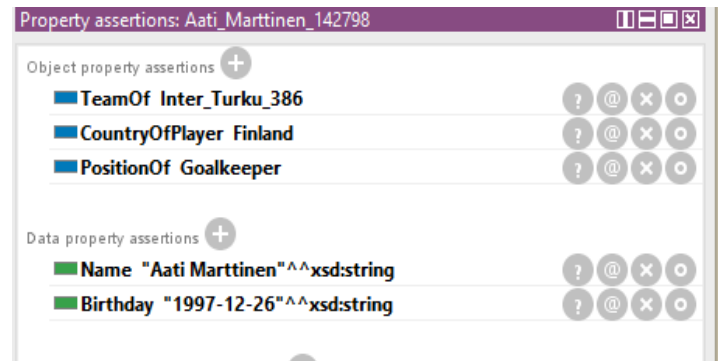 Property assertions: Aati_Marttinen_142798
Object property assertions
TeamOf Inter_Turku_386
CountryOfPlayer Finland
PositionOf Goalkeeper
Data property assertions
Name "Aati Marttinen"^^xsd:string
Birthday "1997-12-26"^^xsd:string